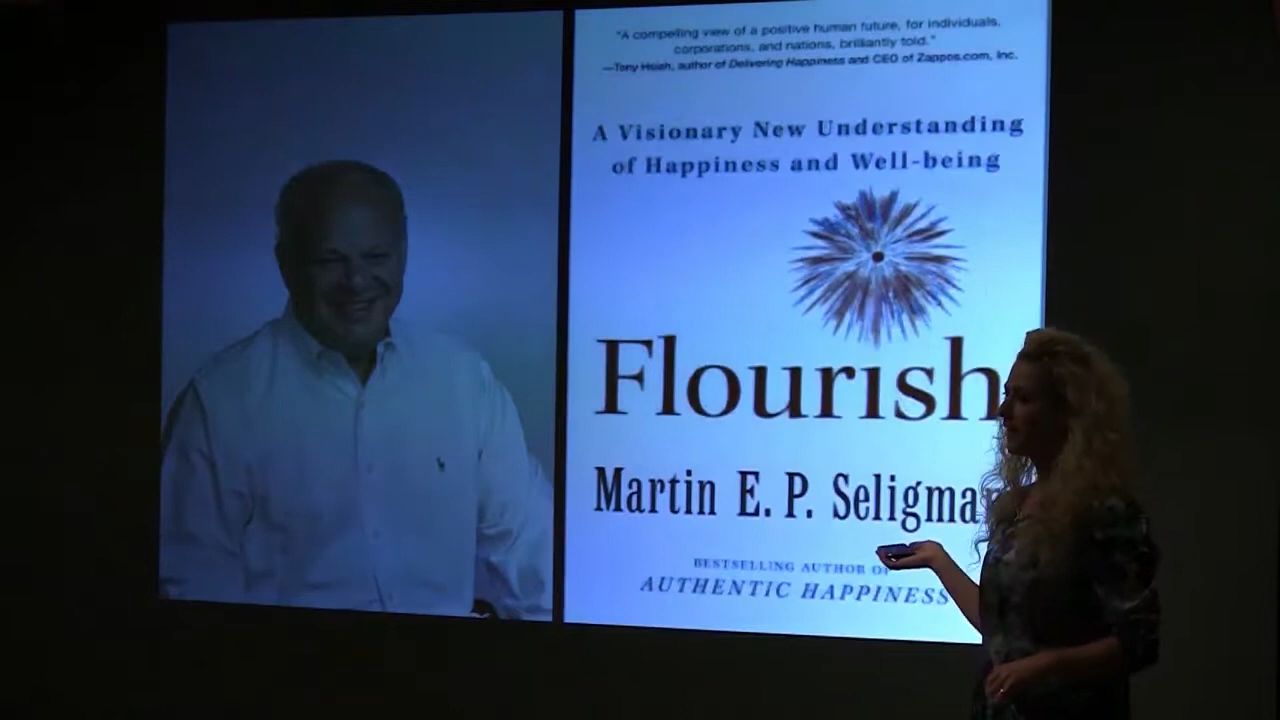 "A compelling view of a positive human future, for individuals,
corporations, and nations, brilliantly told."
—Tony Hsieh, author of Delivering Happiness and CEO of Zappos.com, Inc.
A Visionary New Understanding
of Happiness and Well-being
Flourish
Martin E. P. Seligma
BESTSELLING AUTHOR OF
AUTHENTIC HAPPINESS